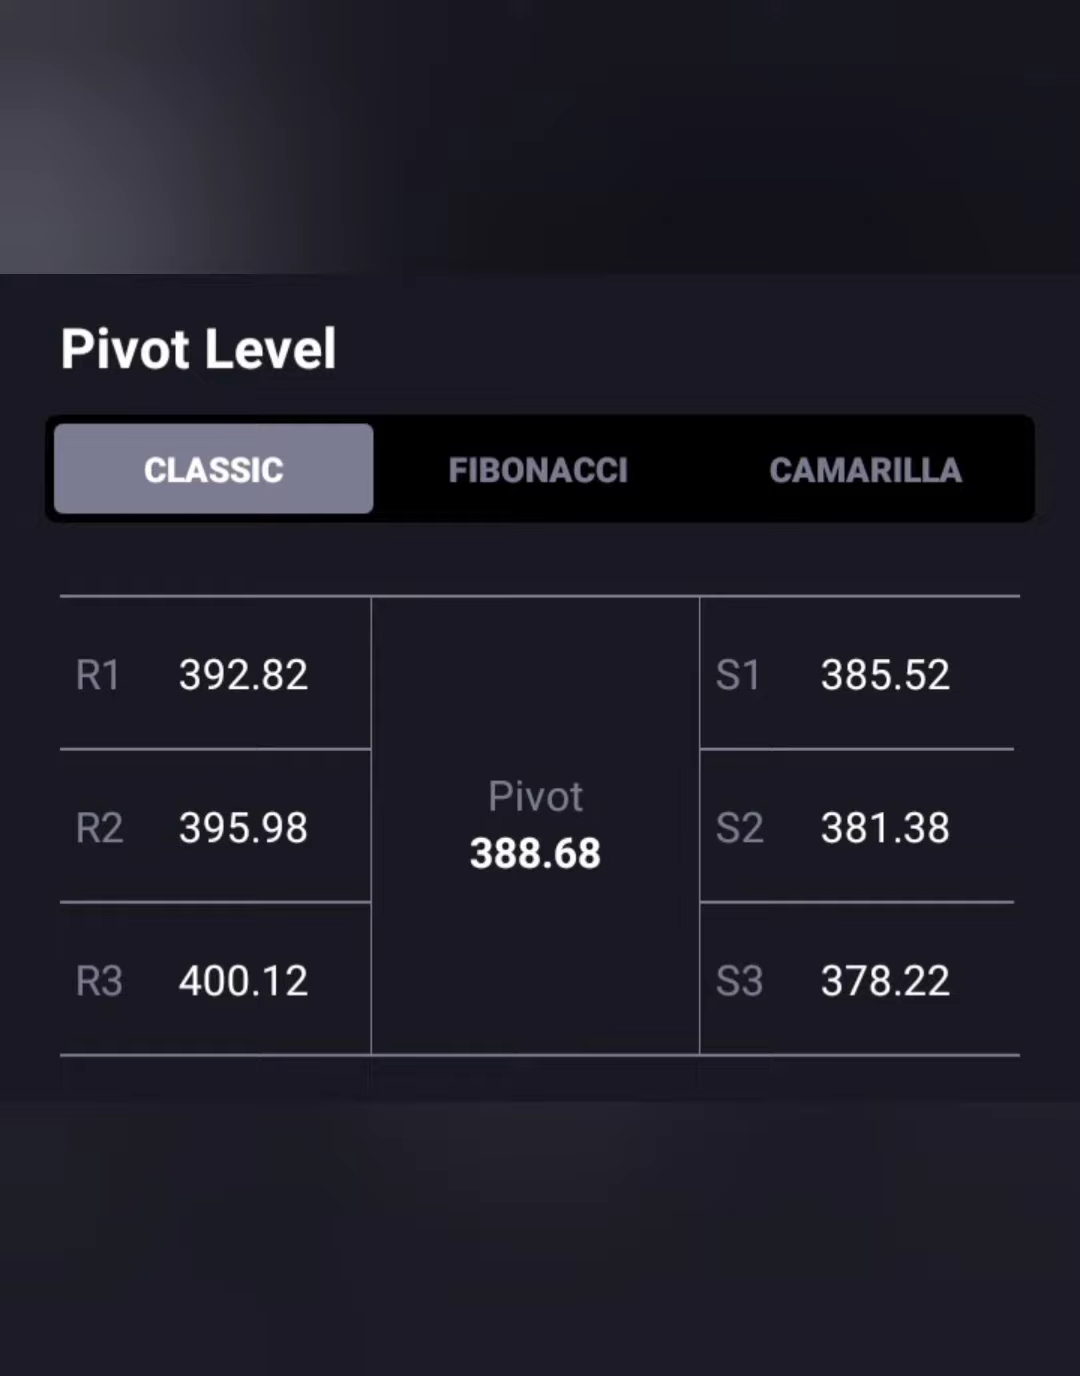 Pivot Level
CLASSIC FIBONACCI CAMARILLA
R1 392.82
R2 395.98
R3 400.12
Pivot
388.68
S1 385.52
S2 381.38
S3 378.22